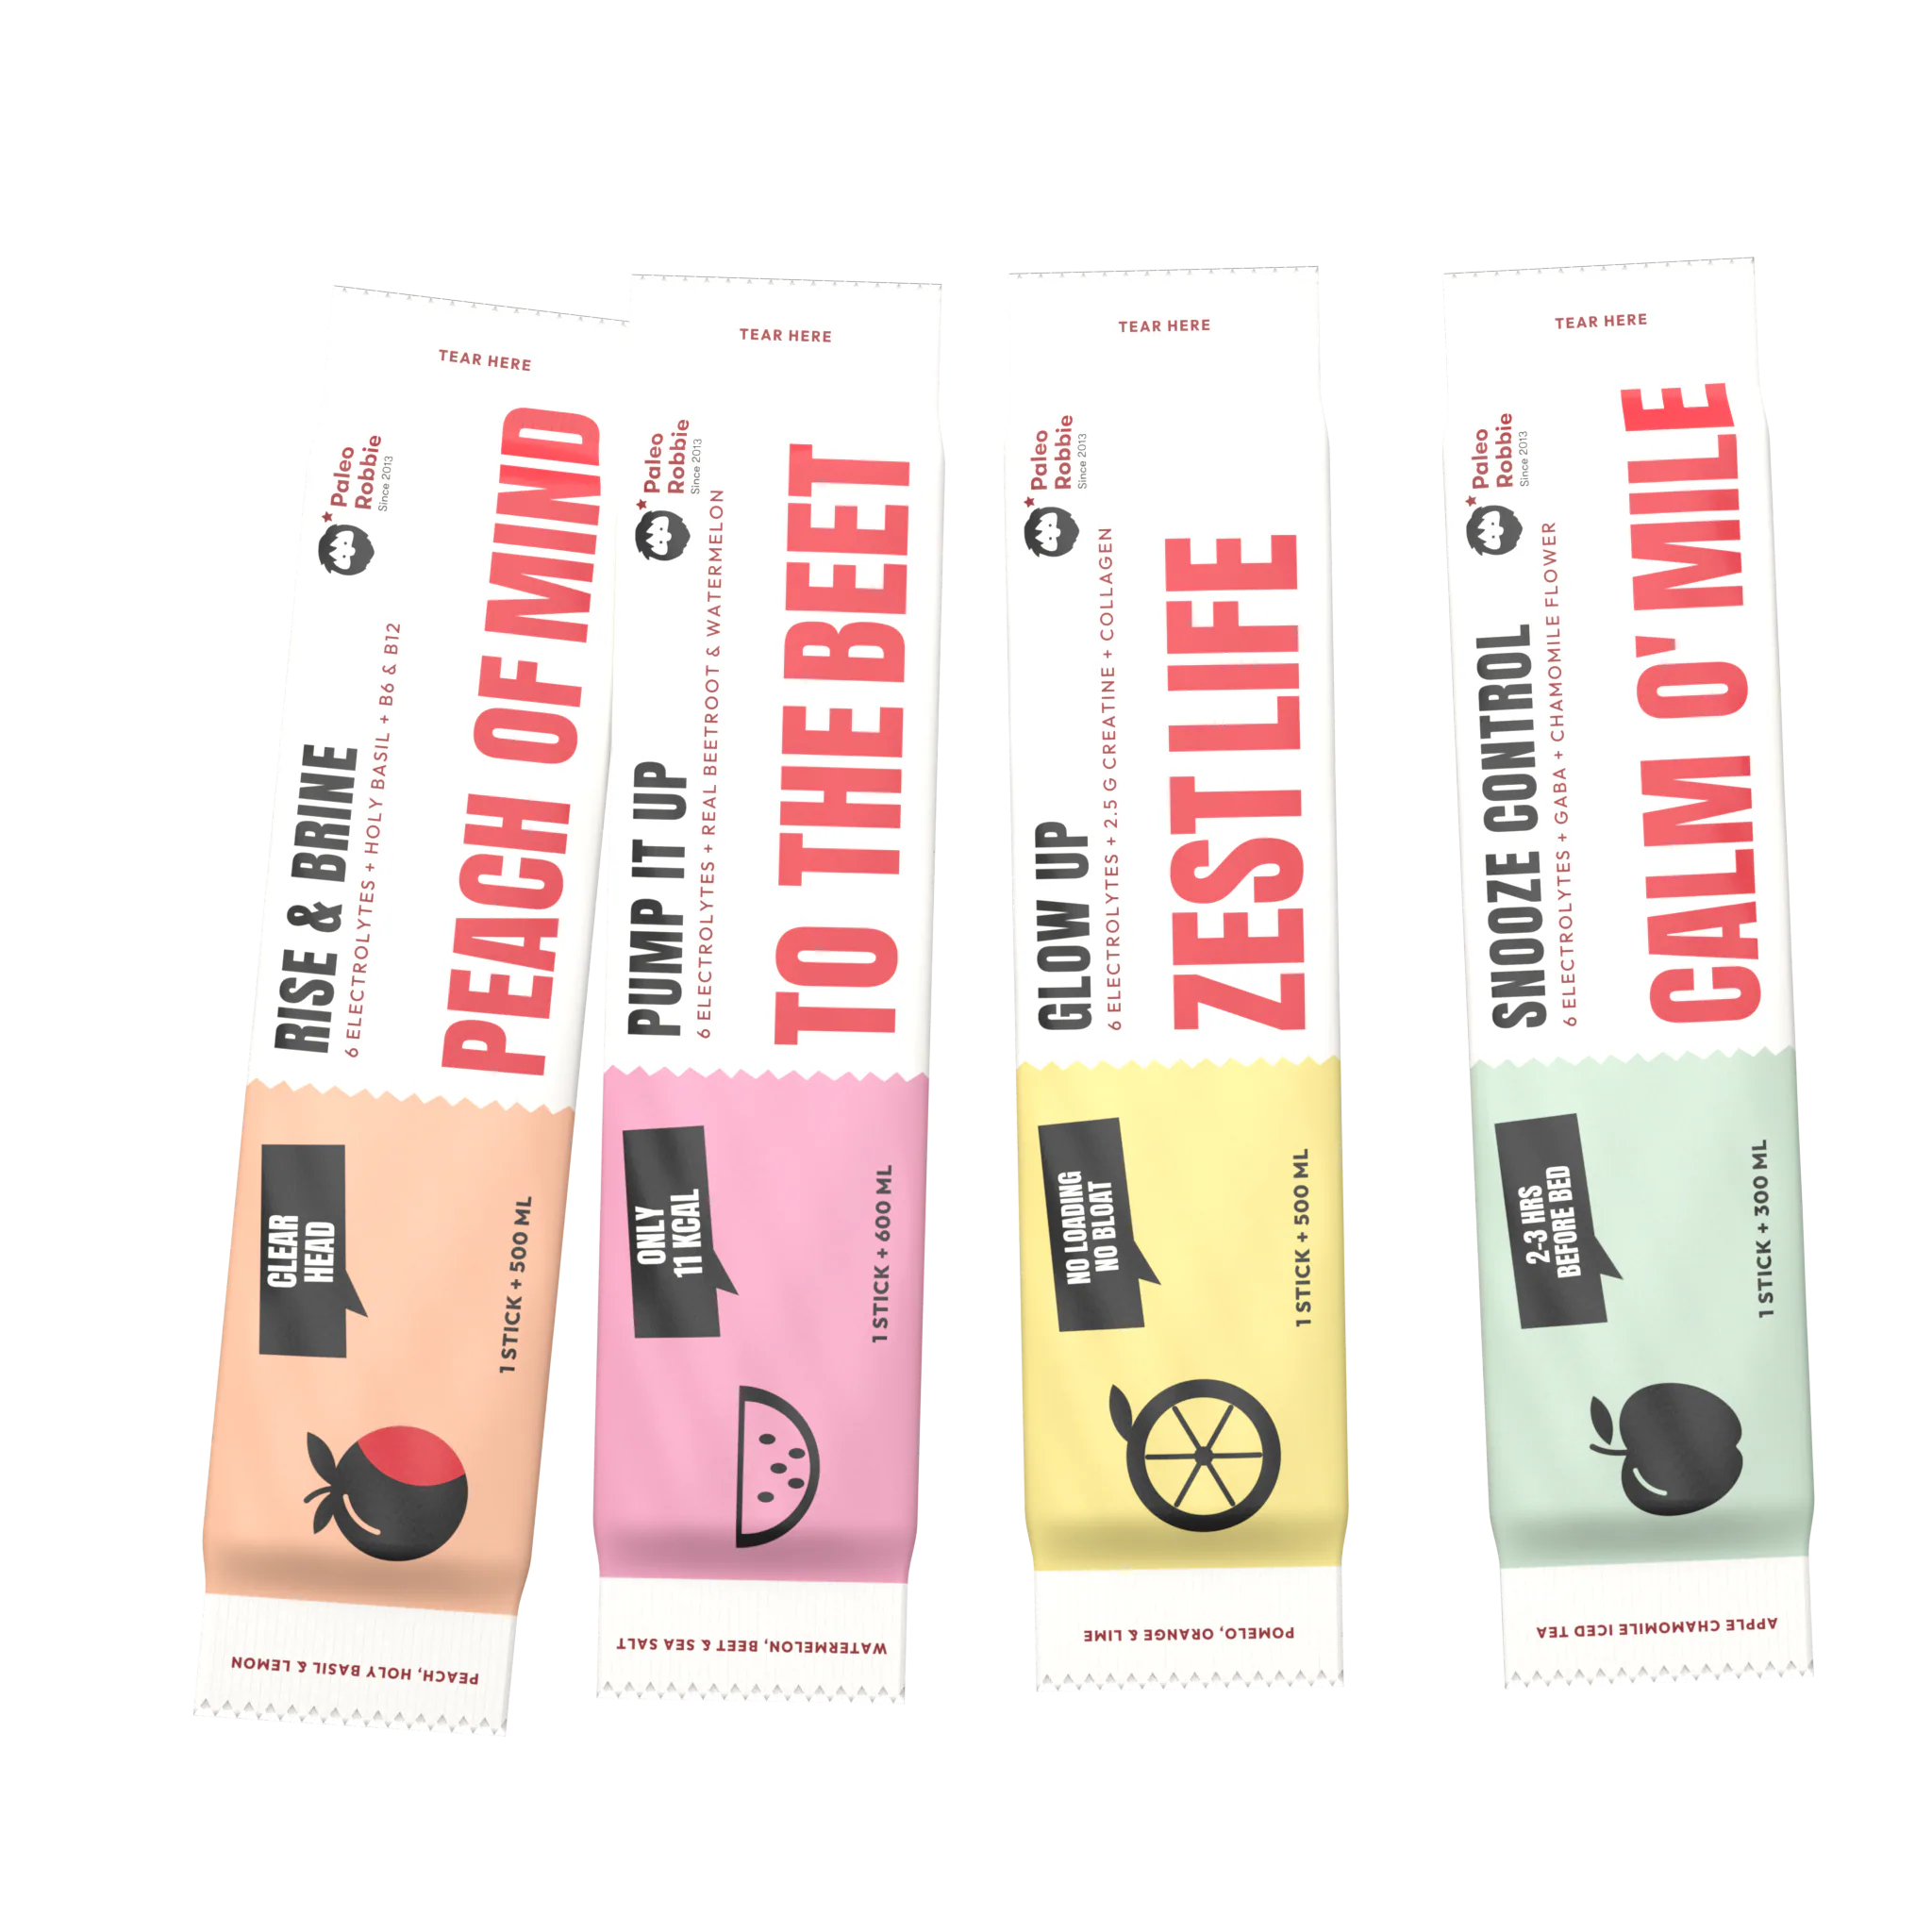 TEAR HERE
Paleo
Robbie
Since 2013
RISE & BRINE
6 ELECTROLYTES + HOLY BASIL + B6 & B12
PEACH OF MIND
CLEAR
HEAD
1 STICK + 500 ML
PEACH, HOLY BASIL & LEMON
TEAR HERE
Paleo
Robbie
Since 2013
PUMP IT UP
6 ELECTROLYTES + REAL BEETROOT & WATERMELON
TO THE BEET
ONLY
11 KCAL
1 STICK + 600 ML
WATERMELON, BEET & SEA SALT
TEAR HERE
Paleo
Robbie
Since 2013
GLOW UP
6 ELECTROLYTES + 2.5 G CREATINE + COLLAGEN
ZEST LIFE
NO LOADING
NO BLOAT
1 STICK + 500 ML
POMELO, ORANGE & LIME
TEAR HERE
Paleo
Robbie
Since 2013
SNOOZE CONTROL
6 ELECTROLYTES + GABA + CHAMOMILE FLOWER
CALM O' MILE
2-3 HRS
BEFORE BED
1 STICK + 300 ML
APPLE CHAMOMILE ICED TEA